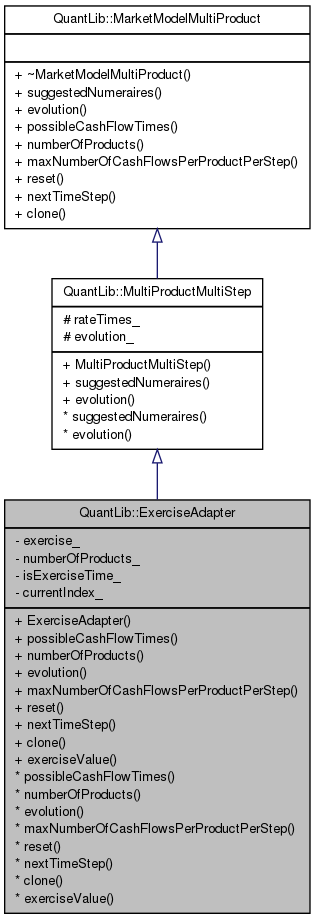 QuantLib::MarketModelMultiProduct
+ ~MarketModelMultiProduct()
+ suggestedNumeraires()
+ evolution()
+ possibleCashFlowTimes()
+ numberOfProducts()
+ maxNumberOfCashFlowsPerProductPerStep()
+ reset()
+ nextTimeStep()
+ clone()
QuantLib::MultiProductMultiStep
# rateTimes_
# evolution_
+ MultiProductMultiStep()
+ suggestedNumeraires()
+ evolution()
* suggestedNumeraires()
* evolution()
QuantLib::ExerciseAdapter
- exercise_
- numberOfProducts_
- isExerciseTime_
- currentIndex_
+ ExerciseAdapter()
+ possibleCashFlowTimes()
+ numberOfProducts()
+ evolution()
+ maxNumberOfCashFlowsPerProductPerStep()
+ reset()
+ nextTimeStep()
+ clone()
+ exerciseValue()
* possibleCashFlowTimes()
* numberOfProducts()
* evolution()
* maxNumberOfCashFlowsPerProductPerStep()
* reset()
* nextTimeStep()
* clone()
* exerciseValue()